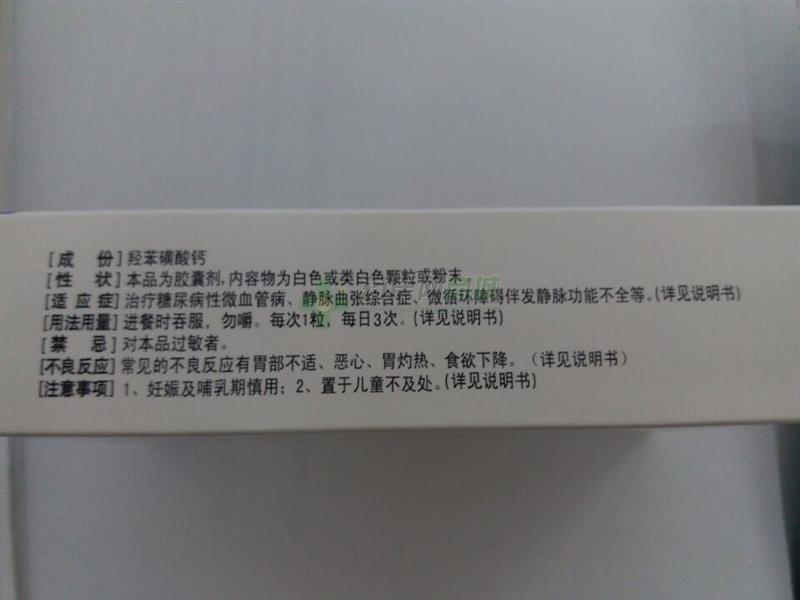 [成 份]羟苯磺酸钙
[性 状]本品为胶囊剂,内容物为白色或类白色颗粒或粉末
[适应症]治疗糖尿病性微血管病、静脉曲张综合症、微循环障碍伴发静脉功能不全等。(详见说明书)
[用法用量]进餐时吞服，勿嚼。每次1粒，每日3次。(详见说明书)
[禁 忌]对本品过敏者。
[不良反应]常见的不良反应有胃部不适、恶心、胃灼热、食欲下降。（详见说明书）
[注意事项]1、妊娠及哺乳期慎用；2、置于儿童不及处。(详见说明书)